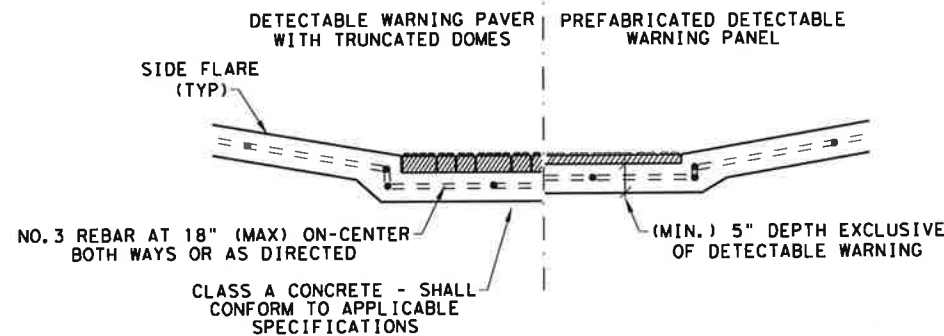 DETECTABLE WARNING PAVER
WITH TRUNCATED DOMES
PREFABRICATED DETECTABLE
WARNING PANEL
SIDE FLARE
(TYP)
NO. 3 REBAR AT 18" (MAX) ON-CENTER
BOTH WAYS OR AS DIRECTED
(MIN.) 5" DEPTH EXCLUSIVE
OF DETECTABLE WARNING
CLASS A CONCRETE - SHALL
CONFORM TO APPLICABLE
SPECIFICATIONS